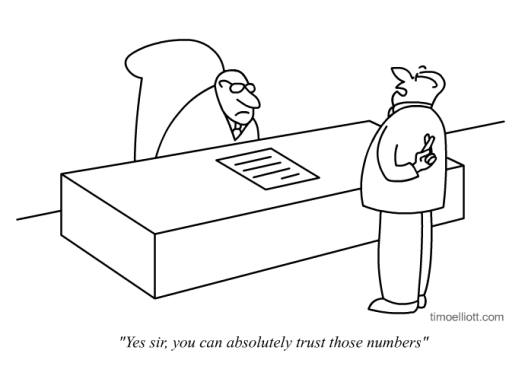 timoelliott.com
"Yes sir, you can absolutely trust those numbers"